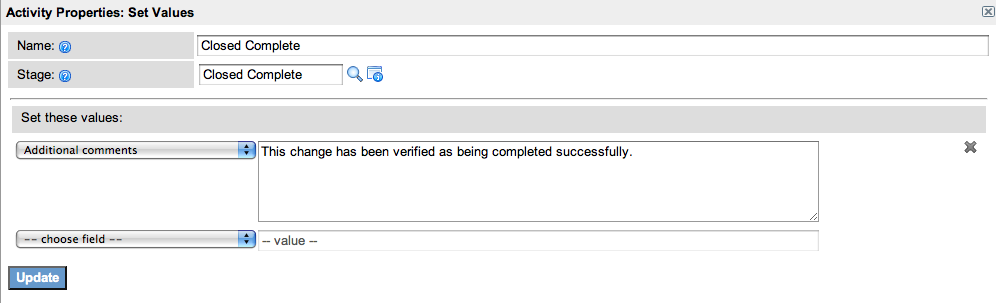 Activity Properties: Set Values
Name: Closed Complete
Stage: Closed Complete
Set these values:
Additional comments This change has been verified as being completed successfully.
-- choose field -- -- value --
Update